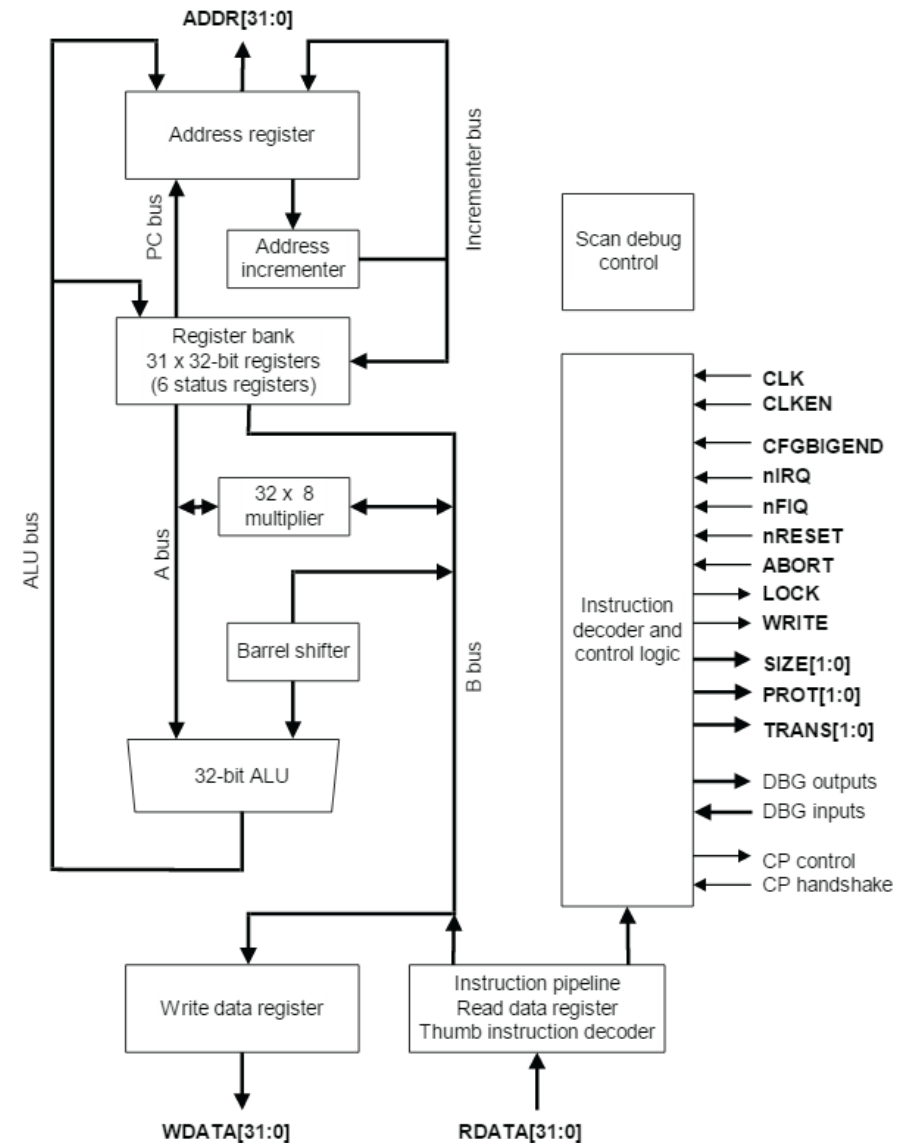 ADDR[31:0]
Address register
Incrementer bus
PC bus
Address
incrementer
Scan debug
control
Register bank
31 x 32-bit registers
(6 status registers)
CLK
CLKEN
CFGBIGEND
nIRQ
nFIQ
nRESET
ABORT
LOCK
WRITE
SIZE[1:0]
PROT[1:0]
TRANS[1:0]
DBG outputs
DBG inputs
CP control
CP handshake
32 x 8
multiplier
ALU bus
A bus
Instruction
decoder and
control logic
Barrel shifter
B bus
32-bit ALU
Write data register
Instruction pipeline
Read data register
Thumb instruction decoder
WDATA[31:0]
RDATA[31:0]